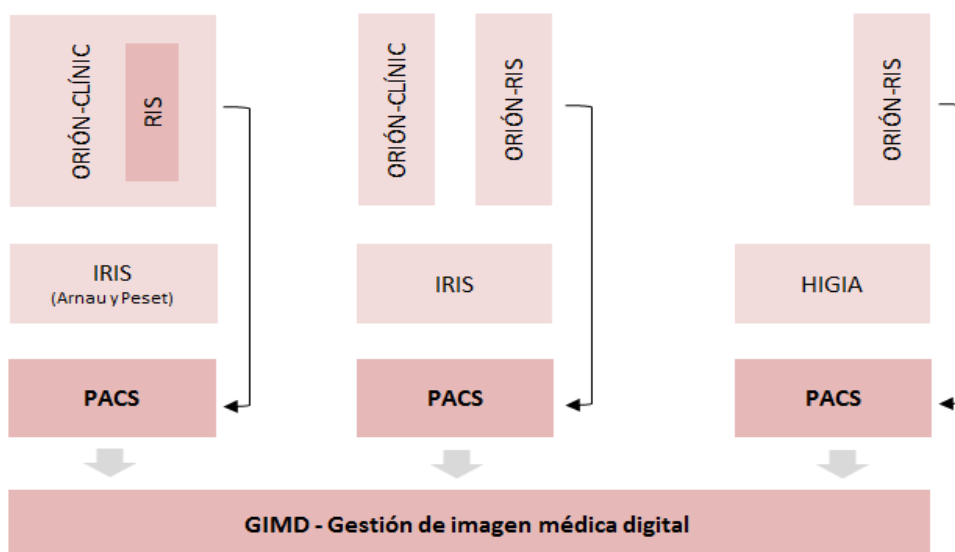 ORIÓN-CLÍNIC
RIS
ORIÓN-CLÍNIC
ORIÓN-RIS
ORIÓN-RIS
IRIS
(Arnau y Peset)
IRIS
HIGIA
PACS
PACS
PACS
GIMD - Gestión de imagen médica digital